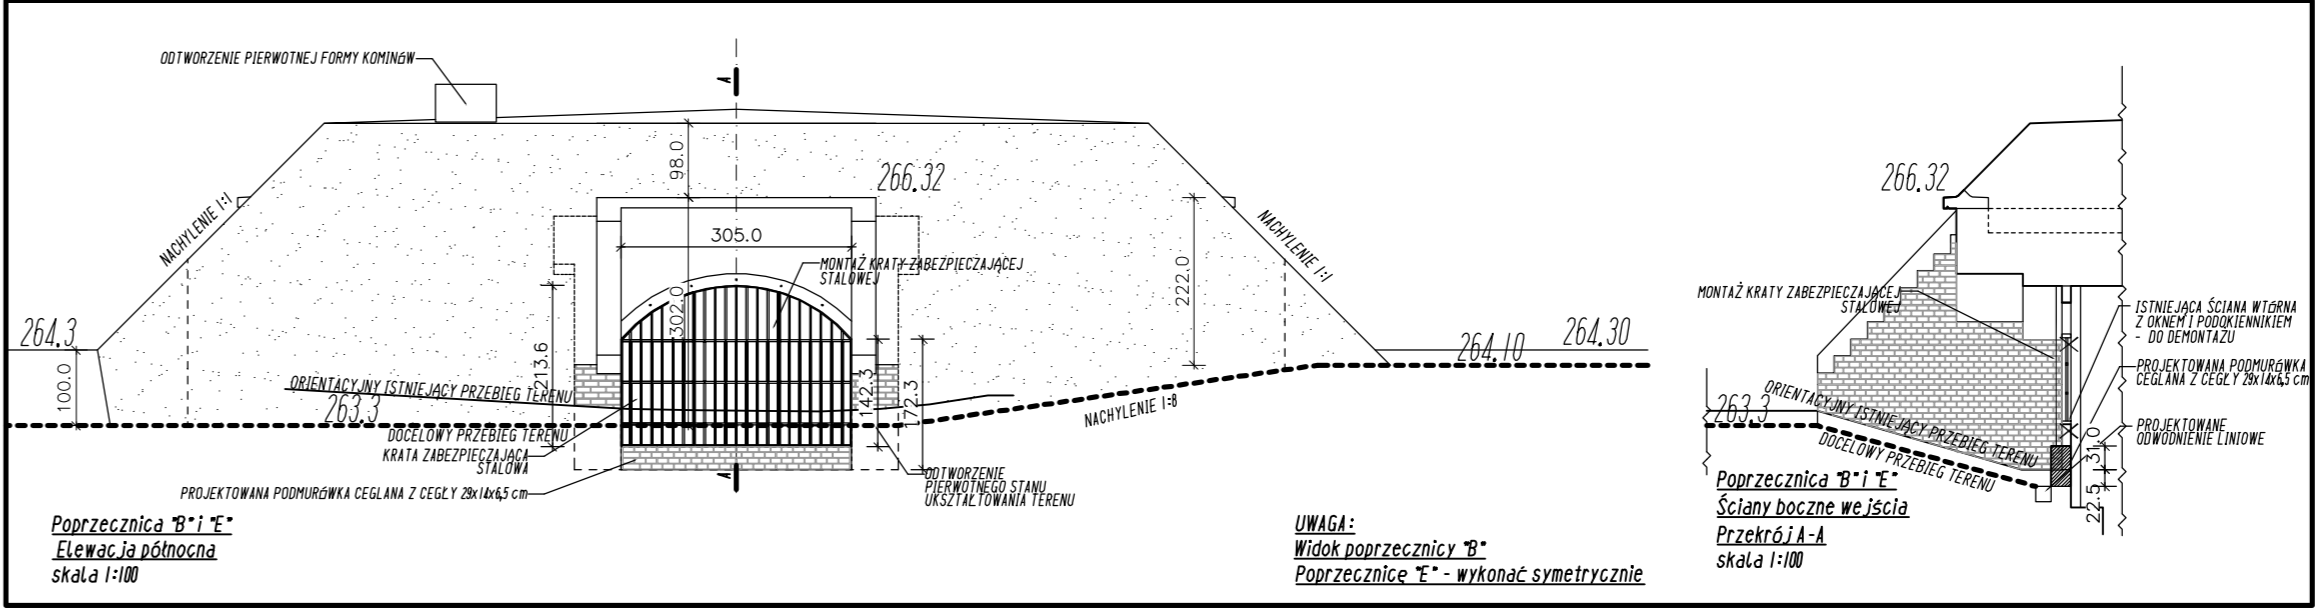 ODTWORZENIE PIERWOTNEJ FORMY KOMINÓW
A
98.0
266.32
NACHYLENIE 1:1
305.0
MONTAŻ KRATY ZABEZPIECZAJĄCEJ
STALOWEJ
222.0
NACHYLENIE 1:1
264.3
302.0
213.6
264.10
264.30
100.0
ORIENTACYJNY ISTNIEJĄCY PRZEBIEG TERENU
263.3
142.3
172.3
NACHYLENIE 1:8
DOCELOWY PRZEBIEG TERENU
KRATA ZABEZPIECZAJĄCA
STALOWA
A
ODTWORZENIE
PIERWOTNEGO STANU
UKSZTAŁTOWANIA TERENU
PROJEKTOWANA PODMURÓWKA CEGLANA Z CEGŁY 29x14x6,5 cm
Poprzecznica "B" i "E"
Elewacja północna
skala 1:100
UWAGA:
Widok poprzecznicy "B"
Poprzecznicę "E" - wykonać symetrycznie
266.32
MONTAŻ KRATY ZABEZPIECZAJĄCEJ
STALOWEJ
ISTNIEJĄCA ŚCIANA WTÓRNA
Z OKNEM I PODOKIENNIKIEM
- DO DEMONTAŻU
PROJEKTOWANA PODMURÓWKA
CEGLANA Z CEGŁY 29x14x6,5 cm
263.3
ORIENTACYJNY ISTNIEJĄCY PRZEBIEG TERENU
DOCELOWY PRZEBIEG TERENU
PROJEKTOWANE
ODWODNIENIE LINIOWE
31.0
22.5
Poprzecznica "B" i "E"
Ściany boczne wejścia
Przekrój A-A
skala 1:100